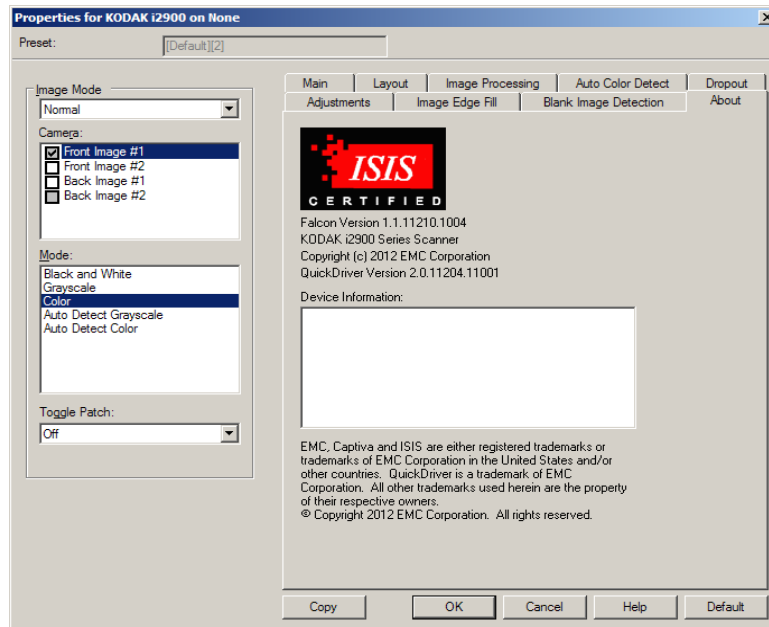 Properties for KODAK i2900 on None
Preset:
[Default][2]
Image Mode
Normal
Camera:
Front Image #1
Front Image #2
Back Image #1
Back Image #2
Mode:
Black and White
Grayscale
Color
Auto Detect Grayscale
Auto Detect Color
Toggle Patch:
Off
Main Layout Image Processing Auto Color Detect Dropout
Adjustments Image Edge Fill Blank Image Detection About
ISIS
CERTIFIED
Falcon Version 1.1.11210.1004
KODAK i2900 Series Scanner
Copyright (c) 2012 EMC Corporation
QuickDriver Version 2.0.11204.11001
Device Information:
EMC, Captiva and ISIS are either registered trademarks or
trademarks of EMC Corporation in the United States and/or
other countries. QuickDriver is a trademark of EMC
Corporation. All other trademarks used herein are the property
of their respective owners.
© Copyright 2012 EMC Corporation. All rights reserved.
Copy OK Cancel Help Default